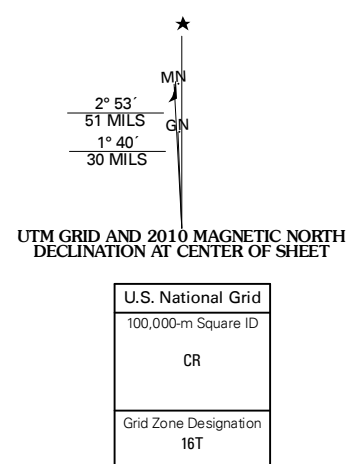 MN
2° 53´
51 MILS
GN
1° 40´
30 MILS
UTM GRID AND 2010 MAGNETIC NORTH
DECLINATION AT CENTER OF SHEET
U.S. National Grid
100,000-m Square ID
CR
Grid Zone Designation
16T